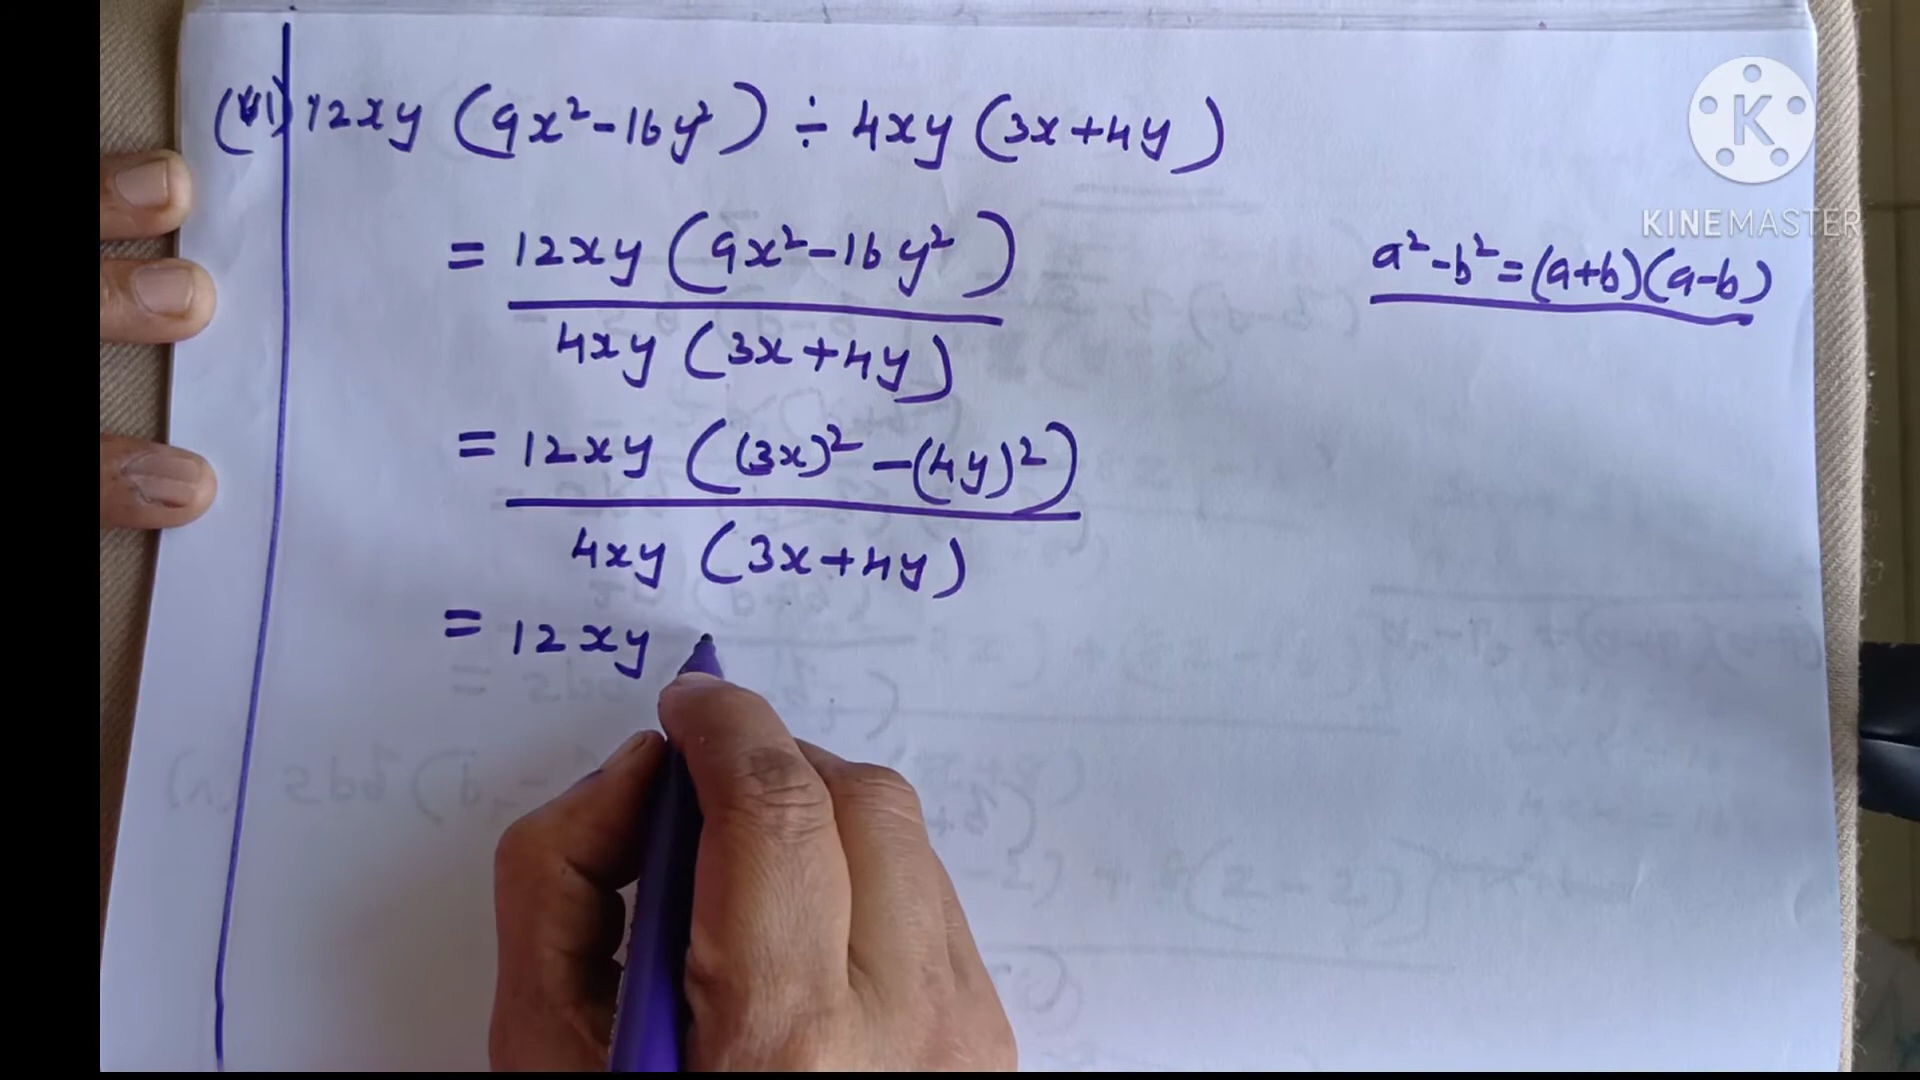 (vi) 12xy (9x²-16y²) ÷ 4xy (3x+4y)
= 12xy (9x²-16y²)
4xy (3x+4y)
a²-b²=(a+b)(a-b)
= 12xy ((3x)²-(4y)²)
4xy (3x+4y)
= 12xy
K
KINEMASTER